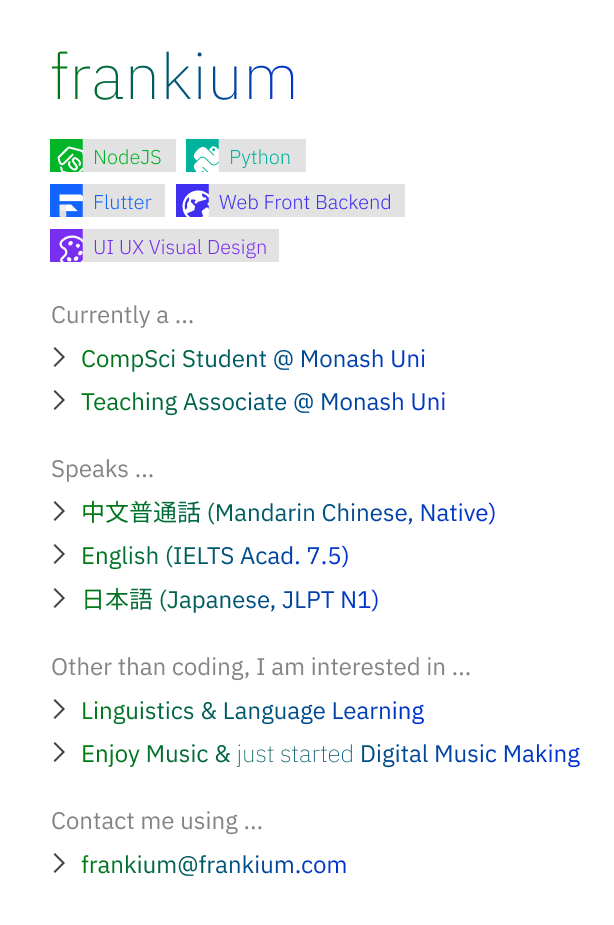 frankium
NodeJS Python
Flutter Web Front Backend
UI UX Visual Design
Currently a ...
CompSci Student @ Monash Uni
Teaching Associate @ Monash Uni
Speaks ...
中文普通話 (Mandarin Chinese, Native)
English (IELTS Acad. 7.5)
日本語 (Japanese, JLPT N1)
Other than coding, I am interested in ...
Linguistics & Language Learning
Enjoy Music & just started Digital Music Making
Contact me using ...
frankium@frankium.com